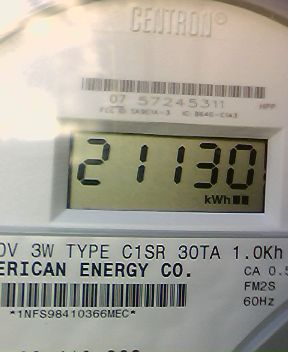 CENTRON®
07 57245311 HPP
21130
kWh
0V 3W TYPE C1SR 30TA 1.0Kh
ERICAN ENERGY CO.
CA 0.5
FM2S
60Hz
*1NFS98410366MEC*